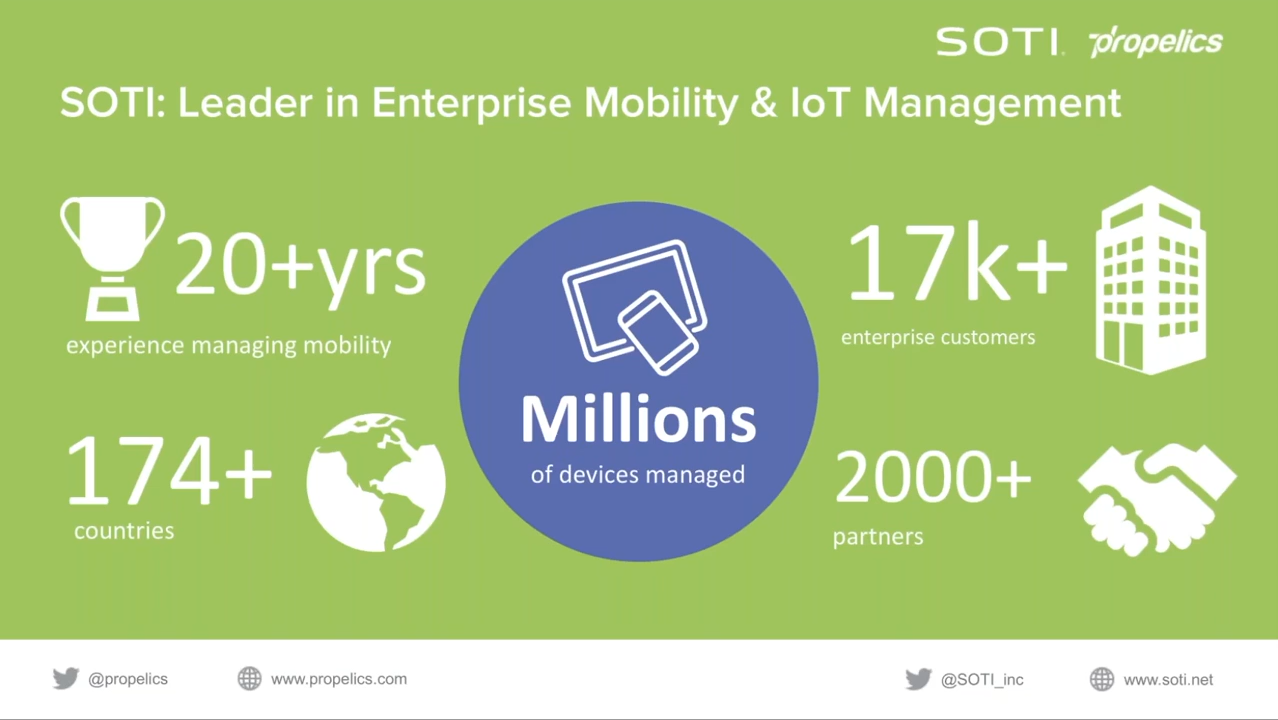 SOTI propelics
SOTI: Leader in Enterprise Mobility & IoT Management
20+yrs
experience managing mobility
174+
countries
Millions
of devices managed
17k+
enterprise customers
2000+
partners
@propelics www.propelics.com @SOTI_inc www.soti.net